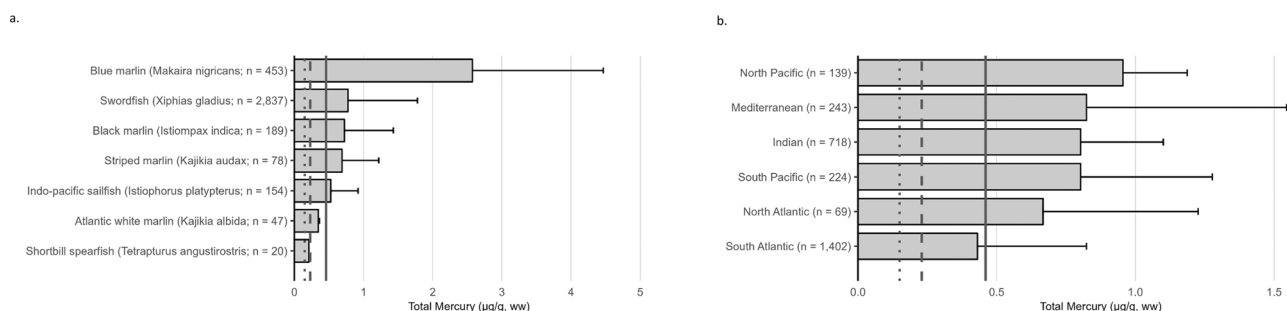 a.
Blue marlin (Makaira nigricans; n = 453)
Swordfish (Xiphias gladius; n = 2,837)
Black marlin (Istiompax indica; n = 189)
Striped marlin (Kajikia audax; n = 78)
Indo-pacific sailfish (Istiophorus platypterus; n = 154)
Atlantic white marlin (Kajikia albida; n = 47)
Shortbill spearfish (Tetrapturus angustirostris; n = 20)
0 1 2 3 4 5
Total Mercury (µg/g, ww)
b.
North Pacific (n = 139)
Mediterranean (n = 243)
Indian (n = 718)
South Pacific (n = 224)
North Atlantic (n = 69)
South Atlantic (n = 1,402)
0.0 0.5 1.0 1.5
Total Mercury (µg/g, ww)